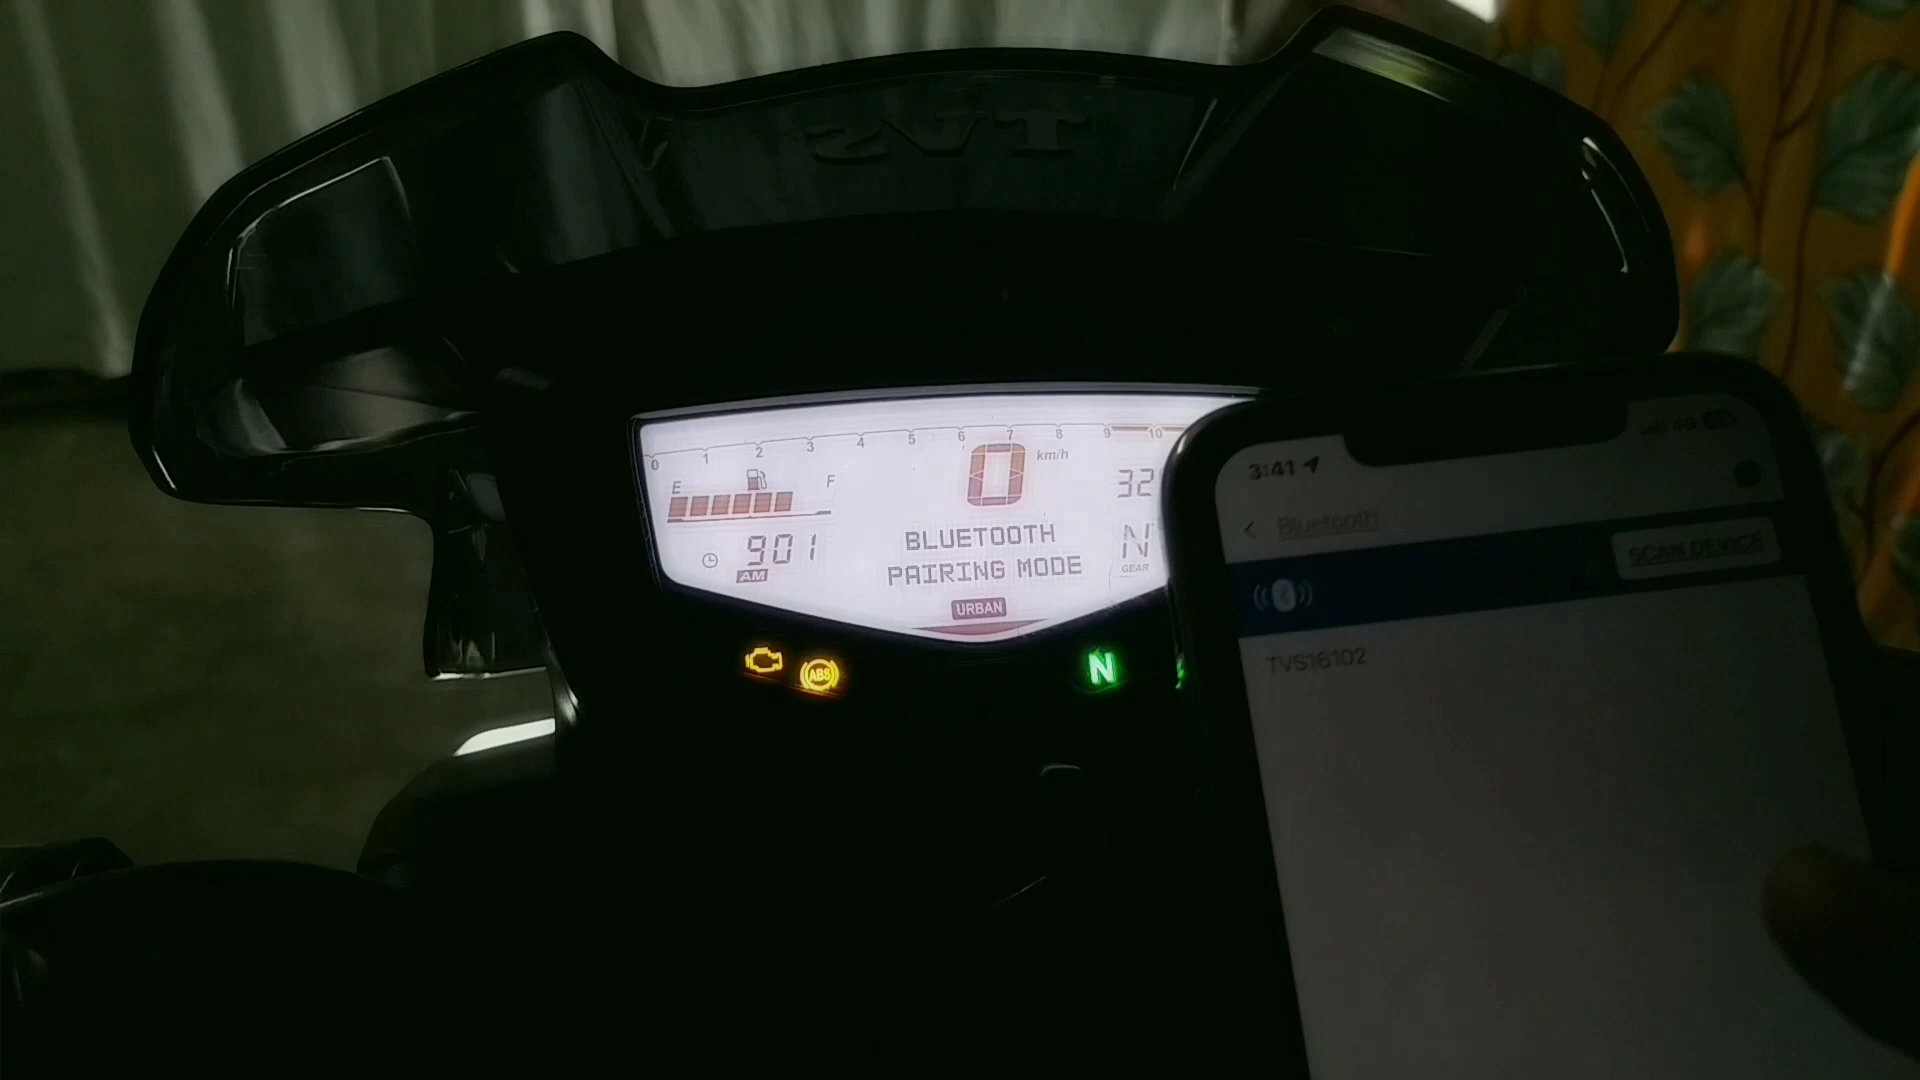 TVS
0 1 2 3 4 5 6 7 8 9 10
E F
0 km/h
32
901
AM
BLUETOOTH
PAIRING MODE
N
GEAR
URBAN
ABS
N
3:41
4G
Bluetooth
SCAN DEVICE
TVS16102